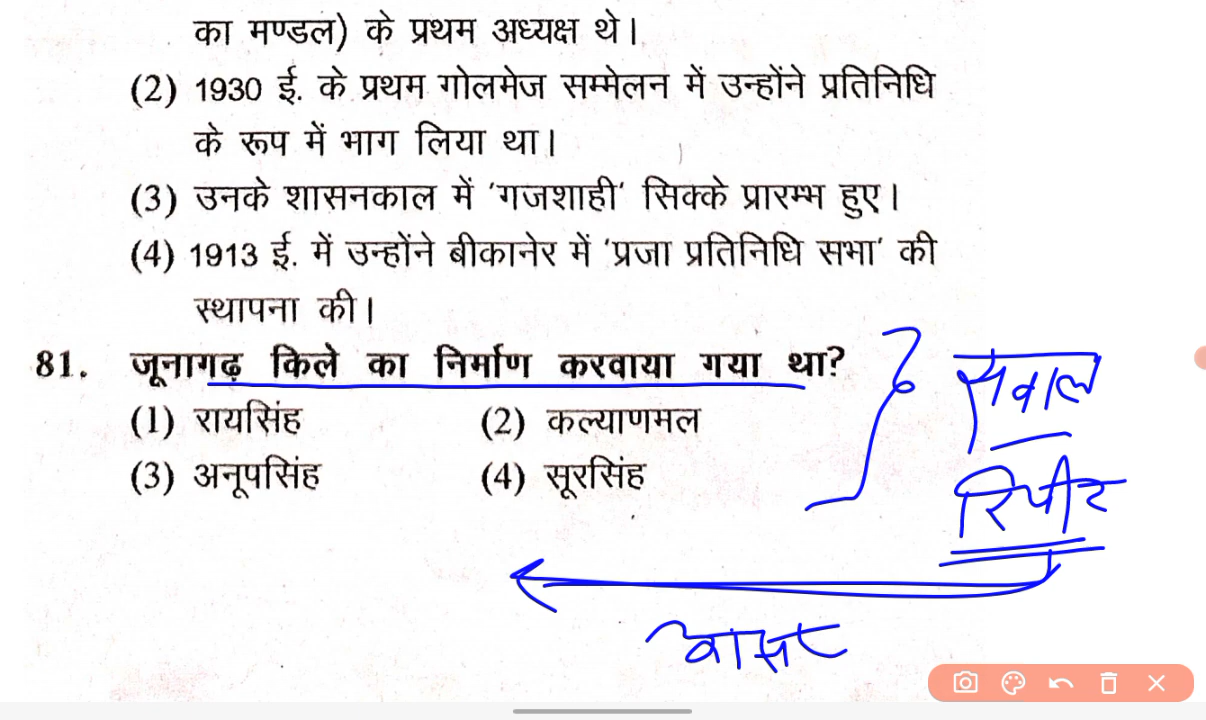 का मण्डल) के प्रथम अध्यक्ष थे।
(2) 1930 ई. के प्रथम गोलमेज सम्मेलन में उन्होंने प्रतिनिधि
के रूप में भाग लिया था।
(3) उनके शासनकाल में ‘गजशाही’ सिक्के प्रारम्भ हुए।
(4) 1913 ई. में उन्होंने बीकानेर में ‘प्रजा प्रतिनिधि सभा’ की
स्थापना की।
81. जूनागढ़ किले का निर्माण करवाया गया था?
(1) रायसिंह (2) कल्याणमल
(3) अनूपसिंह (4) सूरसिंह
सवाल
रिपीट